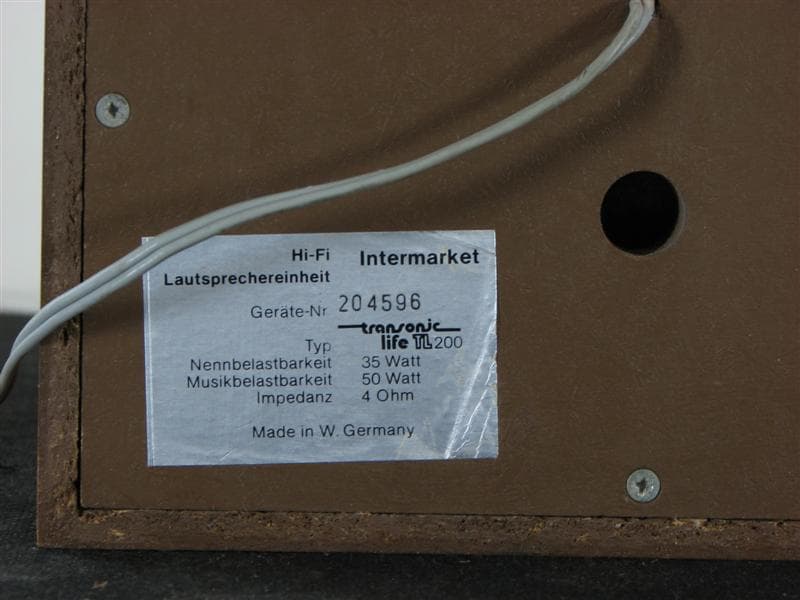 Hi-Fi Intermarket
Lautsprechereinheit
Geräte-Nr 204596
transonic
Typ life TL 200
Nennbelastbarkeit 35 Watt
Musikbelastbarkeit 50 Watt
Impedanz 4 Ohm
Made in W. Germany